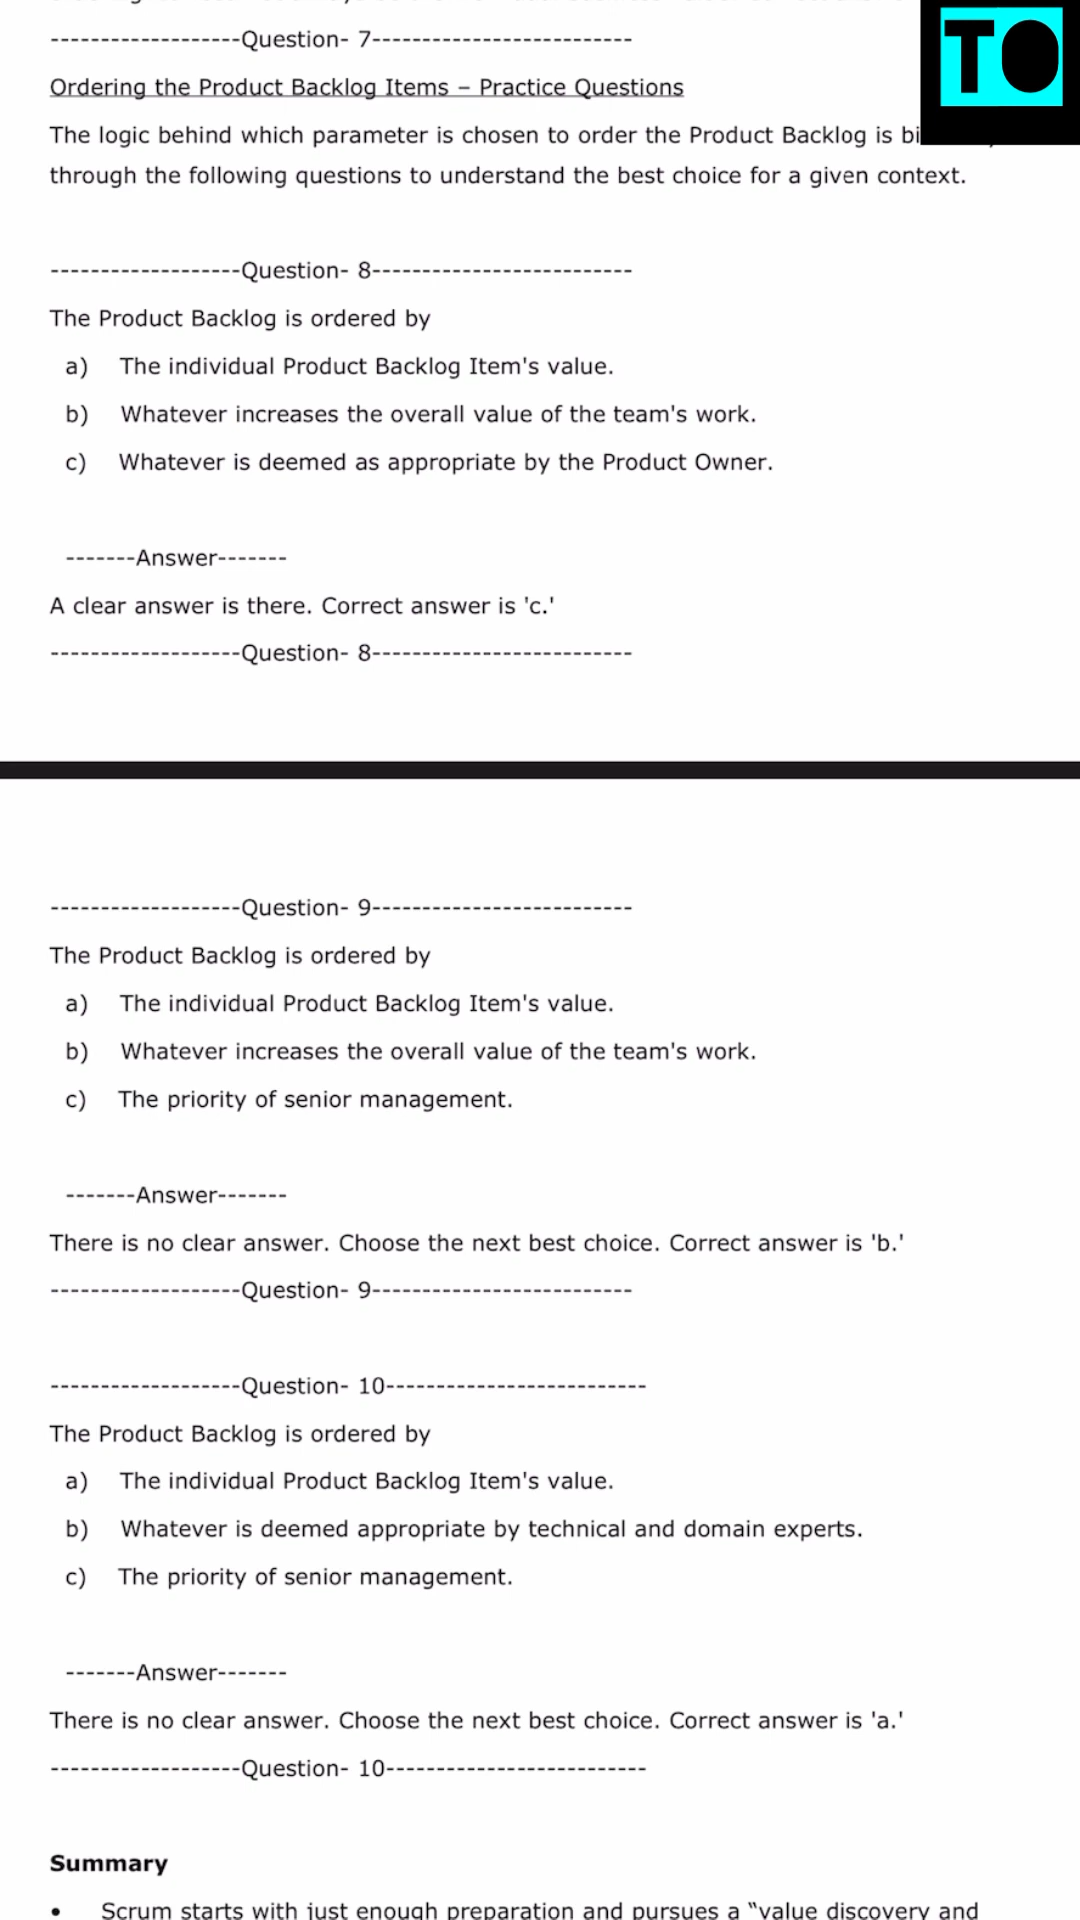 -------------------Question- 7--------------------------
TO
Ordering the Product Backlog Items – Practice Questions
The logic behind which parameter is chosen to order the Product Backlog is
through the following questions to understand the best choice for a given context.
-------------------Question- 8--------------------------
The Product Backlog is ordered by
a) The individual Product Backlog Item's value.
b) Whatever increases the overall value of the team's work.
c) Whatever is deemed as appropriate by the Product Owner.
-------Answer-------
A clear answer is there. Correct answer is 'c.'
-------------------Question- 8--------------------------
-------------------Question- 9--------------------------
The Product Backlog is ordered by
a) The individual Product Backlog Item's value.
b) Whatever increases the overall value of the team's work.
c) The priority of senior management.
-------Answer-------
There is no clear answer. Choose the next best choice. Correct answer is 'b.'
-------------------Question- 9--------------------------
-------------------Question- 10--------------------------
The Product Backlog is ordered by
a) The individual Product Backlog Item's value.
b) Whatever is deemed appropriate by technical and domain experts.
c) The priority of senior management.
-------Answer-------
There is no clear answer. Choose the next best choice. Correct answer is 'a.'
-------------------Question- 10--------------------------
Summary
• Scrum starts with just enough preparation and pursues a “value discovery and